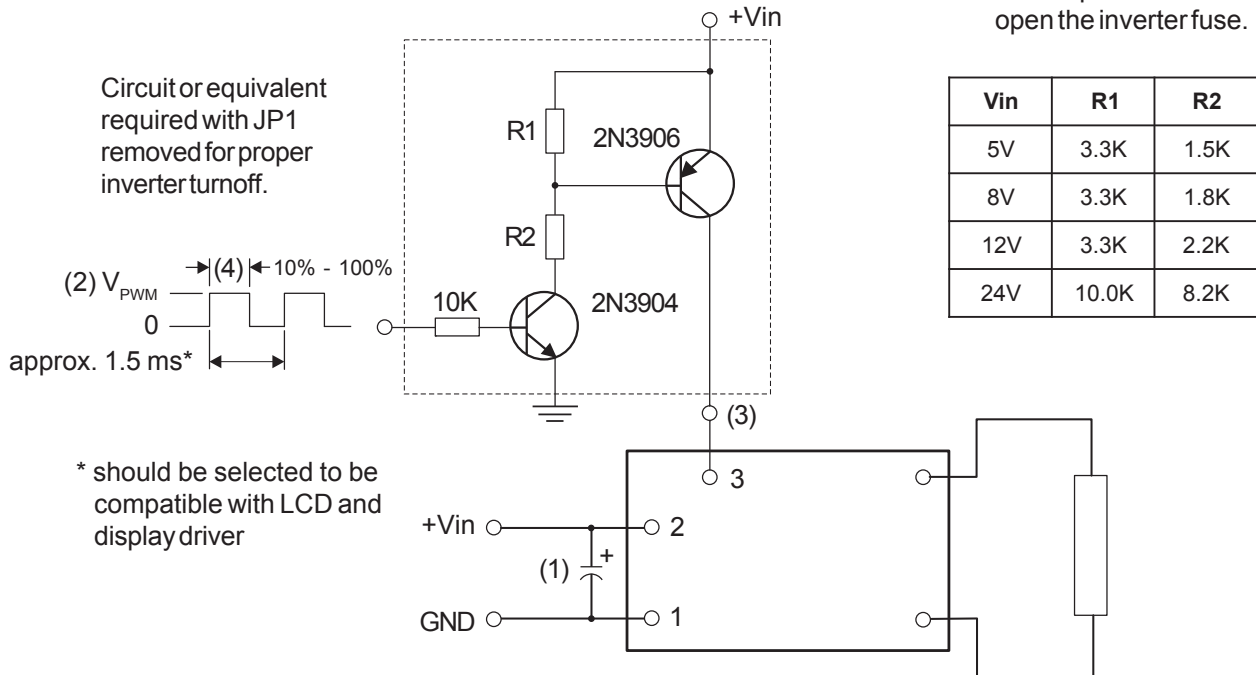 +Vin
open the inverter fuse.
Circuit or equivalent
required with JP1
removed for proper
inverter turnoff.
R1
2N3906
R2
(2) VPWM
(4)
10% - 100%
0
approx. 1.5 ms*
10K
2N3904
Vin R1 R2
5V 3.3K 1.5K
8V 3.3K 1.8K
12V 3.3K 2.2K
24V 10.0K 8.2K
(3)
3
* should be selected to be
compatible with LCD and
display driver
+Vin
2
(1)
+
GND
1